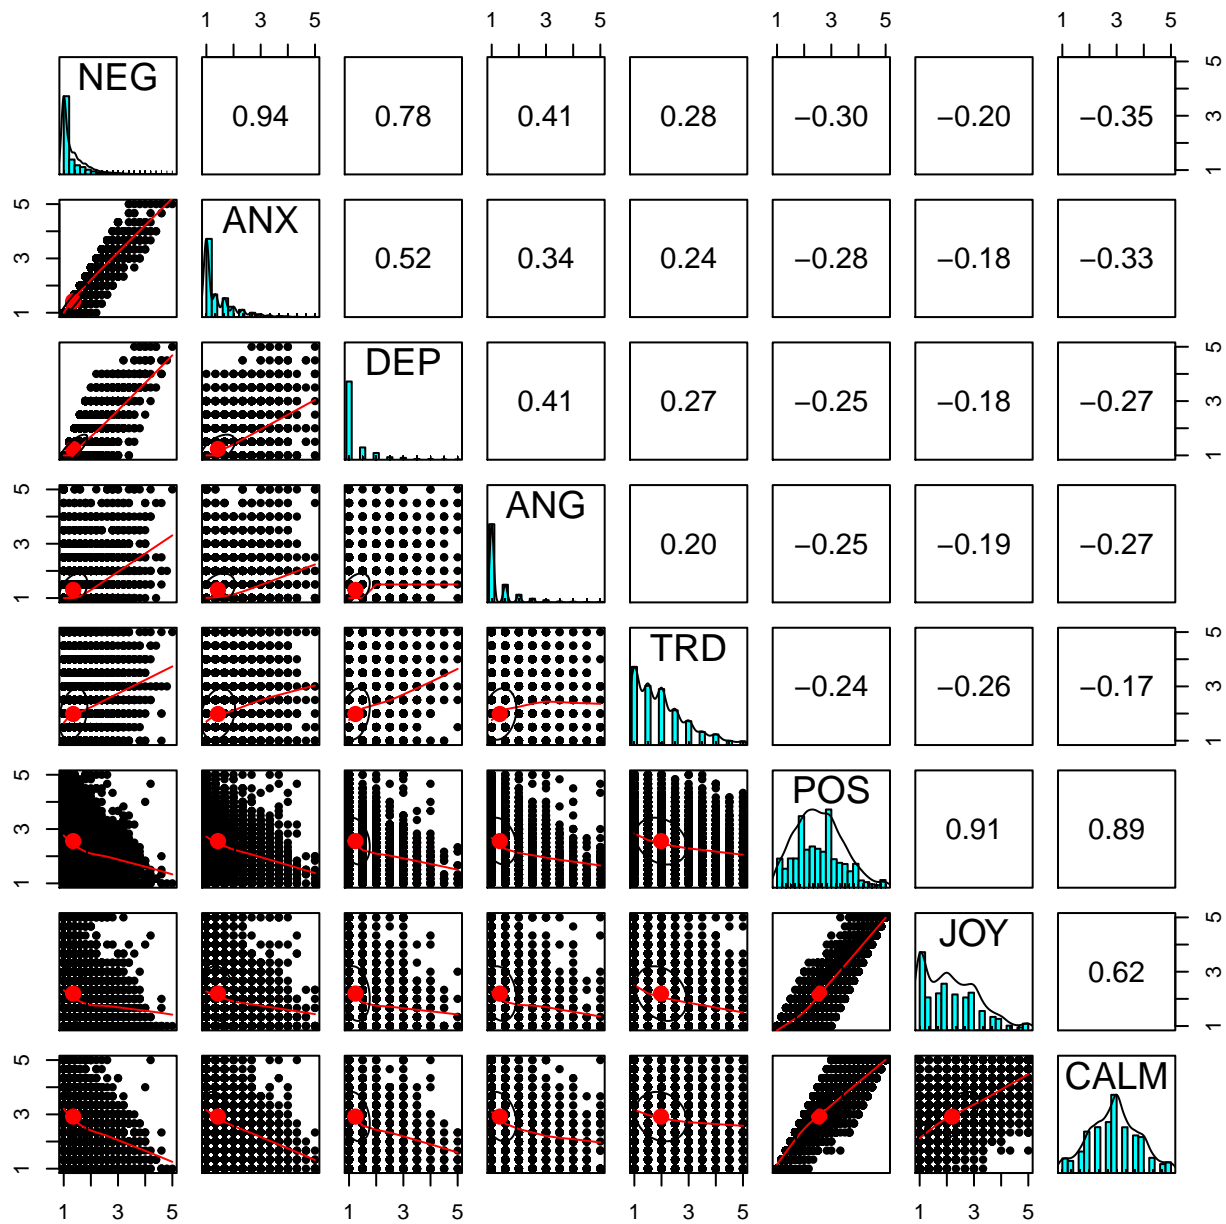 1 3 5 1 3 5 1 3 5 1 3 5
NEG 0.94 0.78 0.41 0.28 −0.30 −0.20 −0.35 1 3 5
1 3 5 ANX 0.52 0.34 0.24 −0.28 −0.18 −0.33
DEP 0.41 0.27 −0.25 −0.18 −0.27 1 3 5
1 3 5 ANG 0.20 −0.25 −0.19 −0.27
TRD −0.24 −0.26 −0.17 1 3 5
1 3 5 POS 0.91 0.89
JOY 0.62 1 3 5
1 3 5 CALM
1 3 5 1 3 5 1 3 5 1 3 5